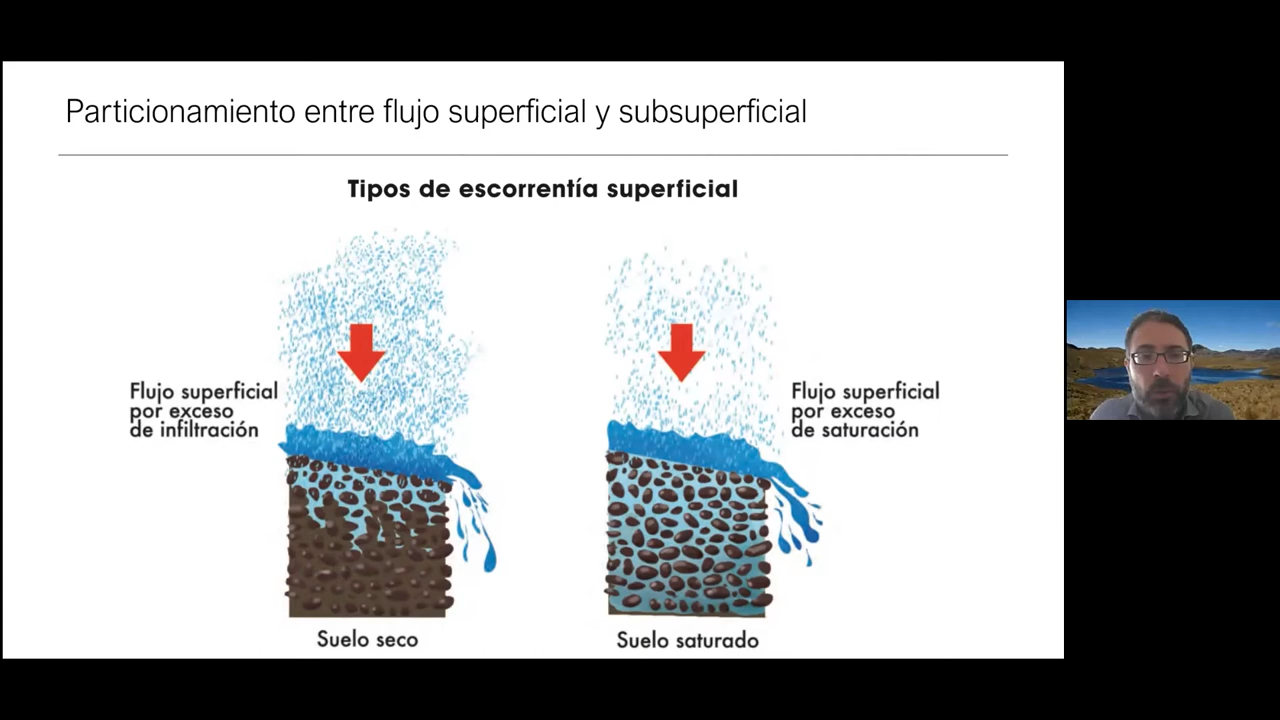 Particionamiento entre flujo superficial y subsuperficial
Tipos de escorrentía superficial
Flujo superficial
por exceso
de infiltración
Flujo superficial
por exceso
de saturación
Suelo seco
Suelo saturado